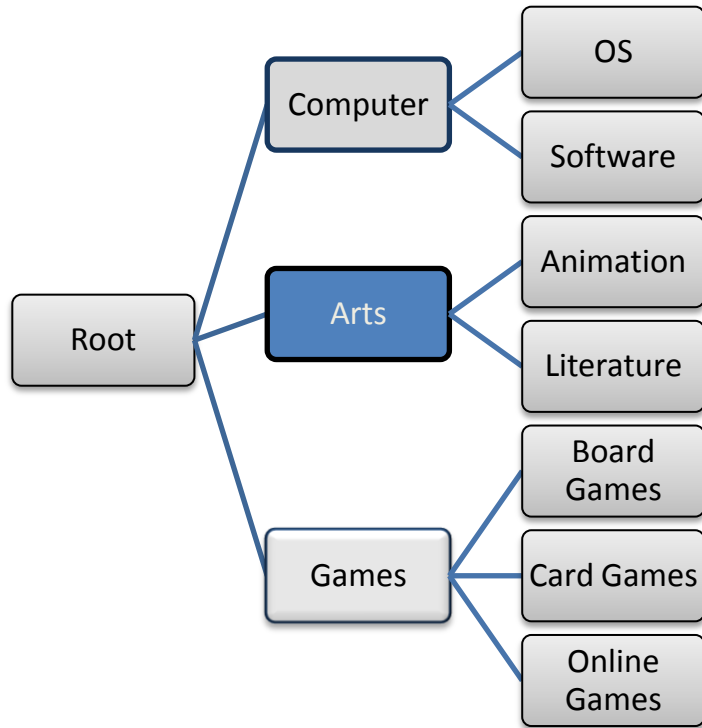 OS
Computer
Software
Animation
Arts
Root
Literature
Board
Games
Games
Card Games
Online
Games